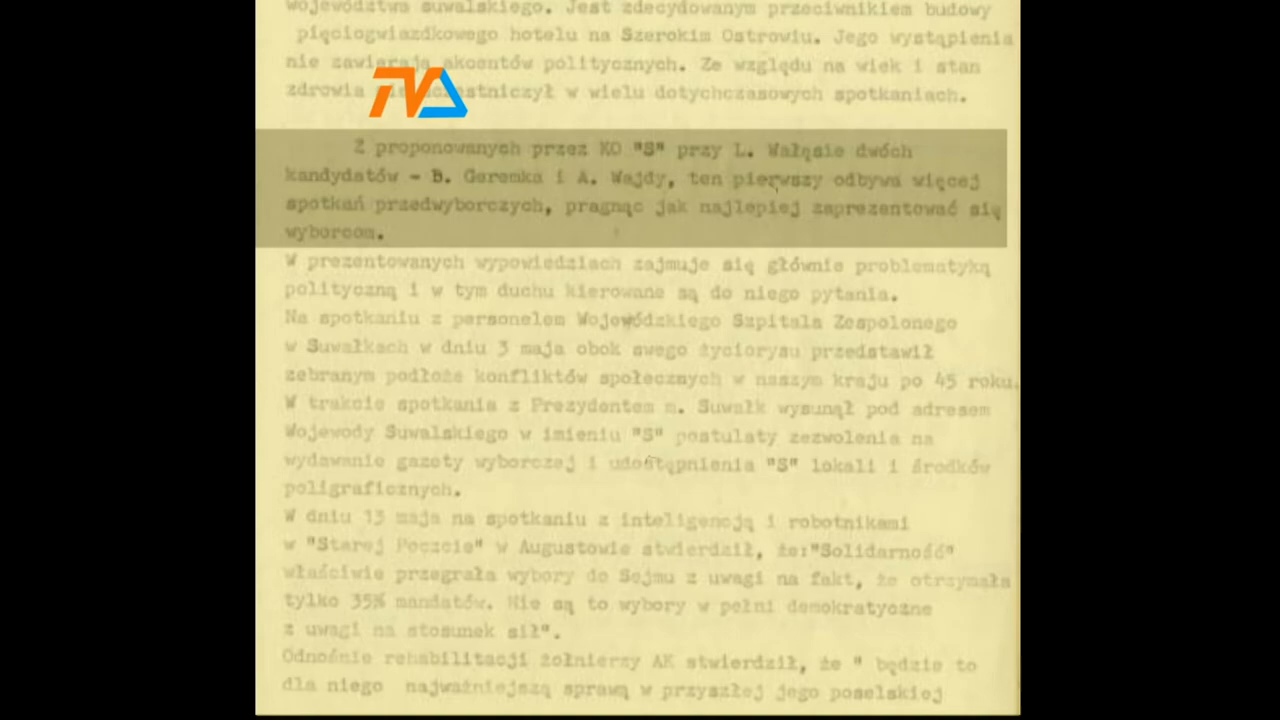 województwa suwalskiego. Jest zdecydowanym przeciwnikiem budowy
pięciogwiazdkowego hotelu na Szerokim Ostrowiu. Jego wystąpienia
nie zawierają akcentów politycznych. Ze względu na wiek i stan
zdrowia nie uczestniczył w wielu dotychczasowych spotkaniach.
TVA
Z proponowanych przez KO "S" przy L. Wałęsie dwóch
kandydatów - B. Geremka i A. Wajdy, ten pierwszy odbywa więcej
spotkań przedwyborczych, pragnąc jak najlepiej zaprezentować się
wyborcom.
W prezentowanych wypowiedziach zajmuje się głównie problematyką
polityczną i w tym duchu kierowane są do niego pytania.
Na spotkaniu z personelem Wojewódzkiego Szpitala Zespolonego
w Suwałkach w dniu 3 maja obok swego życiorysu przedstawił
zebranym podłoże konfliktów społecznych w naszym kraju po 45 roku.
W trakcie spotkania z Prezydentem m. Suwałk wysunął pod adresem
Wojewody Suwalskiego w imieniu "S" postulaty zezwolenia na
wydawanie gazety wyborczej i udostępnienia "S" lokali i środków
poligraficznych.
W dniu 13 maja na spotkaniu z inteligencją i robotnikami
w "Starej Poczcie" w Augustowie stwierdził, że:"Solidarność"
właściwie przegrała wybory do Sejmu z uwagi na fakt, że otrzymała
tylko 35% mandatów. Nie są to wybory w pełni demokratyczne
z uwagi na stosunek sił".
Odnośnie rehabilitacji żołnierzy AK stwierdził, że " będzie to
dla niego najważniejszą sprawą w przyszłej jego poselskiej